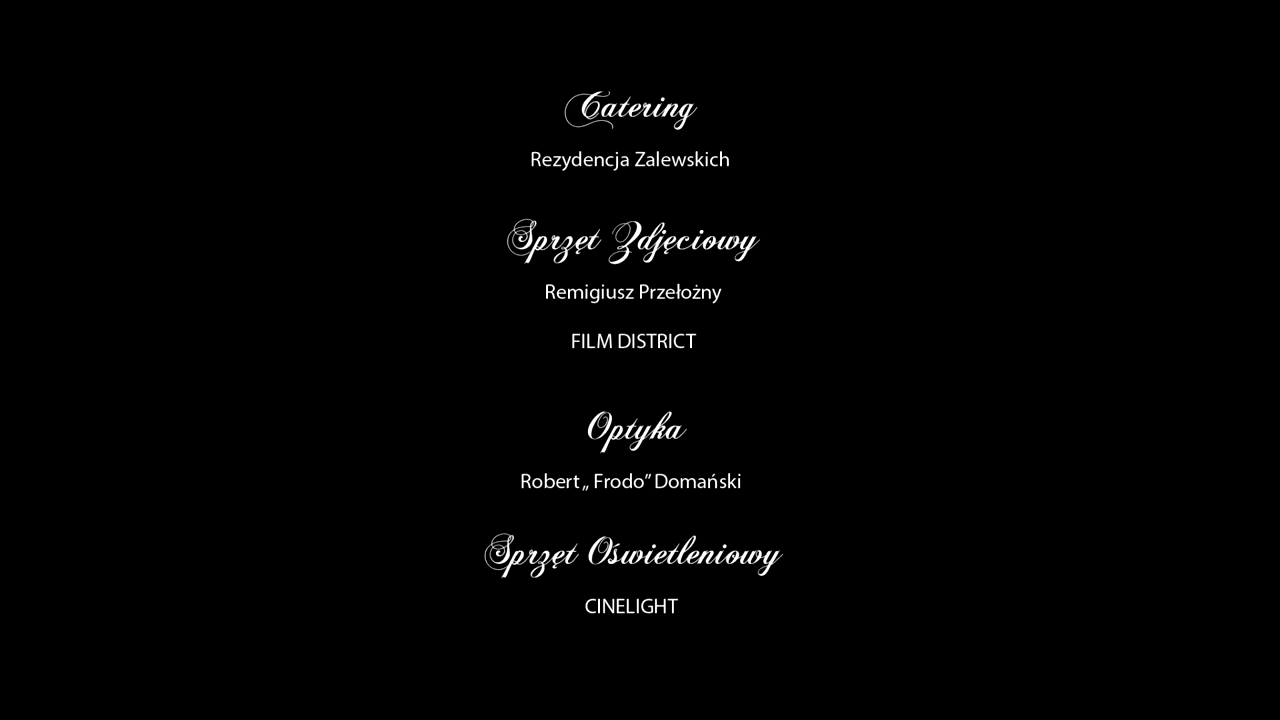 Catering
Rezydencja Zalewskich
Sprzęt Zdjęciowy
Remigiusz Przełożny
FILM DISTRICT
Optyka
Robert „ Frodo” Domański
Sprzęt Oświetleniowy
CINELIGHT